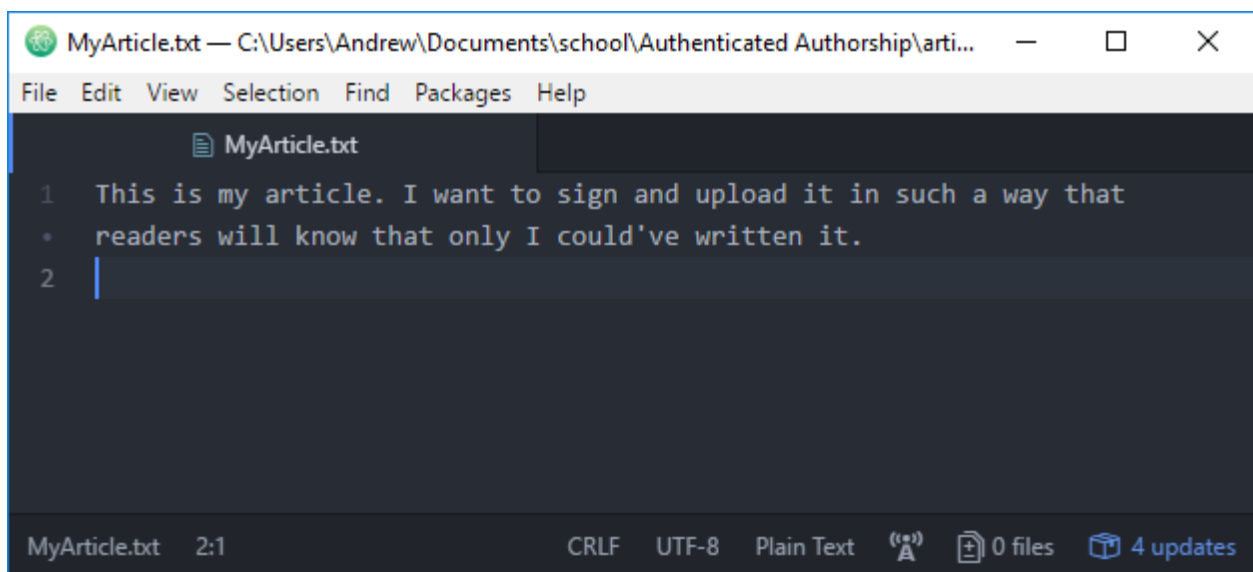 MyArticle.txt — C:\Users\Andrew\Documents\school\Authenticated Authorship\arti...
File Edit View Selection Find Packages Help
MyArticle.txt
1 This is my article. I want to sign and upload it in such a way that
• readers will know that only I could've written it.
2
MyArticle.txt 2:1 CRLF UTF-8 Plain Text 0 files 4 updates